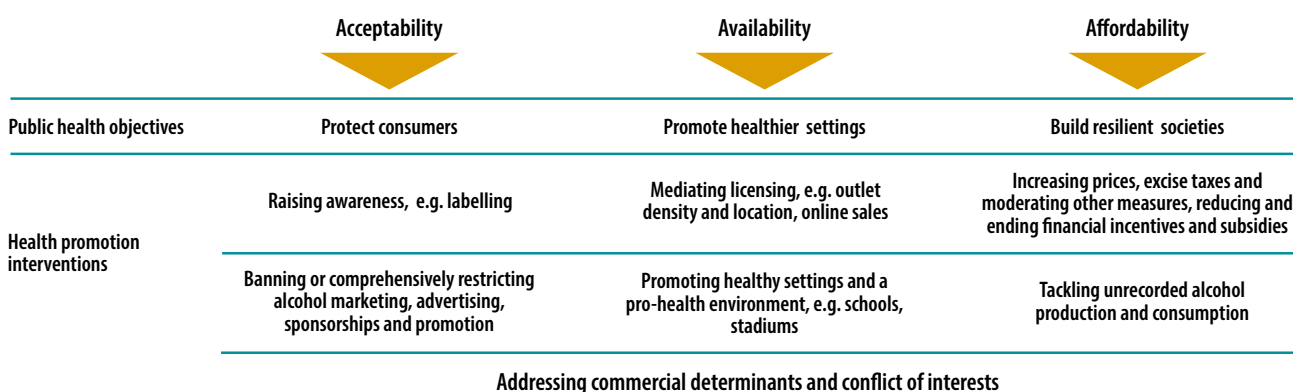 Acceptability
Availability
Affordability
Public health objectives
Protect consumers
Promote healthier settings
Build resilient societies
Health promotion
interventions
Raising awareness, e.g. labelling
Mediating licensing, e.g. outlet
density and location, online sales
Increasing prices, excise taxes and
moderating other measures, reducing and
ending financial incentives and subsidies
Banning or comprehensively restricting
alcohol marketing, advertising,
sponsorships and promotion
Promoting healthy settings and a
pro-health environment, e.g. schools,
stadiums
Tackling unrecorded alcohol
production and consumption
Addressing commercial determinants and conflict of interests